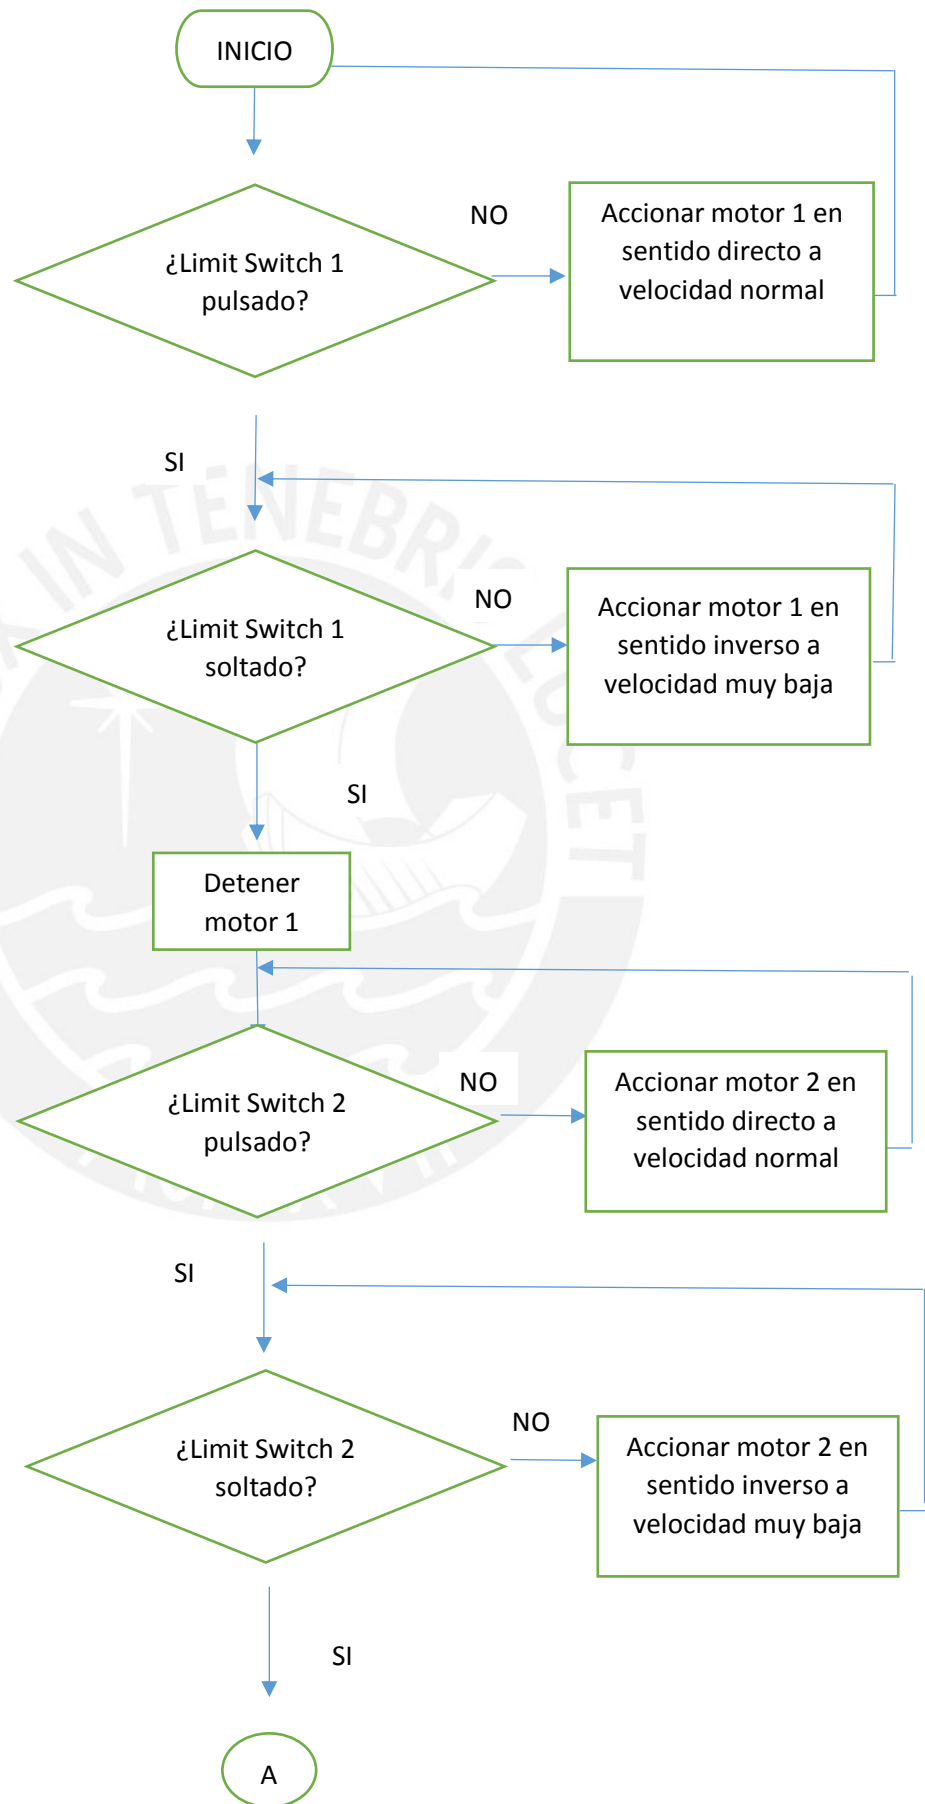 INICIO
NO
Accionar motor 1 en
sentido directo a
velocidad normal
¿Limit Switch 1
pulsado?
SI
NO
Accionar motor 1 en
sentido inverso a
velocidad muy baja
¿Limit Switch 1
soltado?
SI
Detener
motor 1
NO
Accionar motor 2 en
sentido directo a
velocidad normal
¿Limit Switch 2
pulsado?
SI
NO
Accionar motor 2 en
sentido inverso a
velocidad muy baja
¿Limit Switch 2
soltado?
SI
A
IN TENEBRIS LUCET